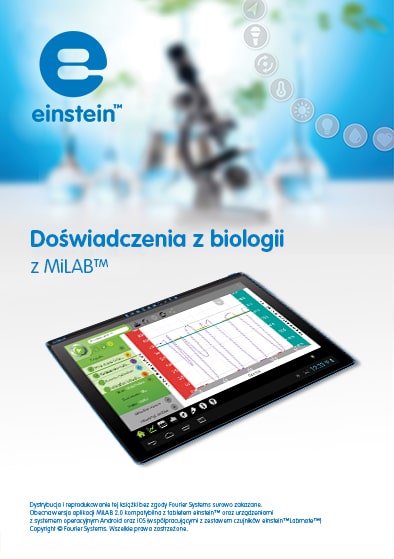 einstein™
Doświadczenia z biologii
z MiLAB™
12:33
Dystrybucja i reprodukowanie tej książki bez zgody Fourier Systems surowo zakazane.
Obecna wersja aplikacji MiLAB 2.0 kompatybilna z tabletem einstein™ oraz urządzeniami
z systemem operacyjnym Android oraz iOS (współpracującymi z zestawem czujników einstein™Labmate™)
Copyright © Fourier Systems. Wszelkie prawa zastrzeżone.